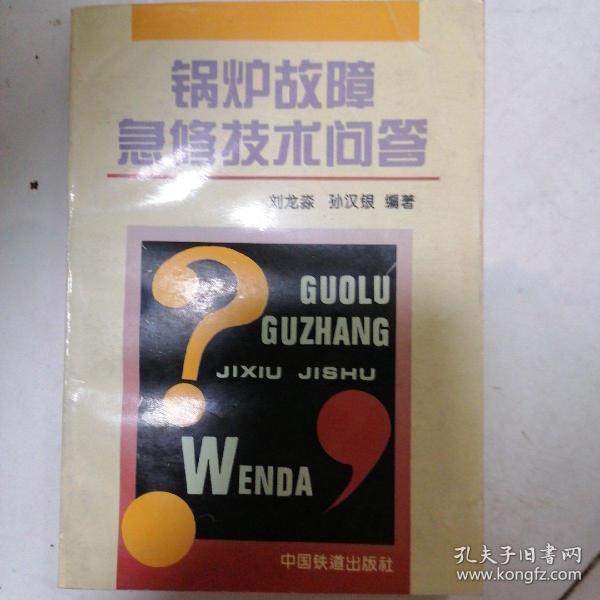 锅炉故障
急修技术问答
刘龙淼 孙汉银 编著
GUOLU
GUZHANG
JIXIU JISHU
WENDA
中国铁道出版社
孔夫子旧书网
www.kongfz.com